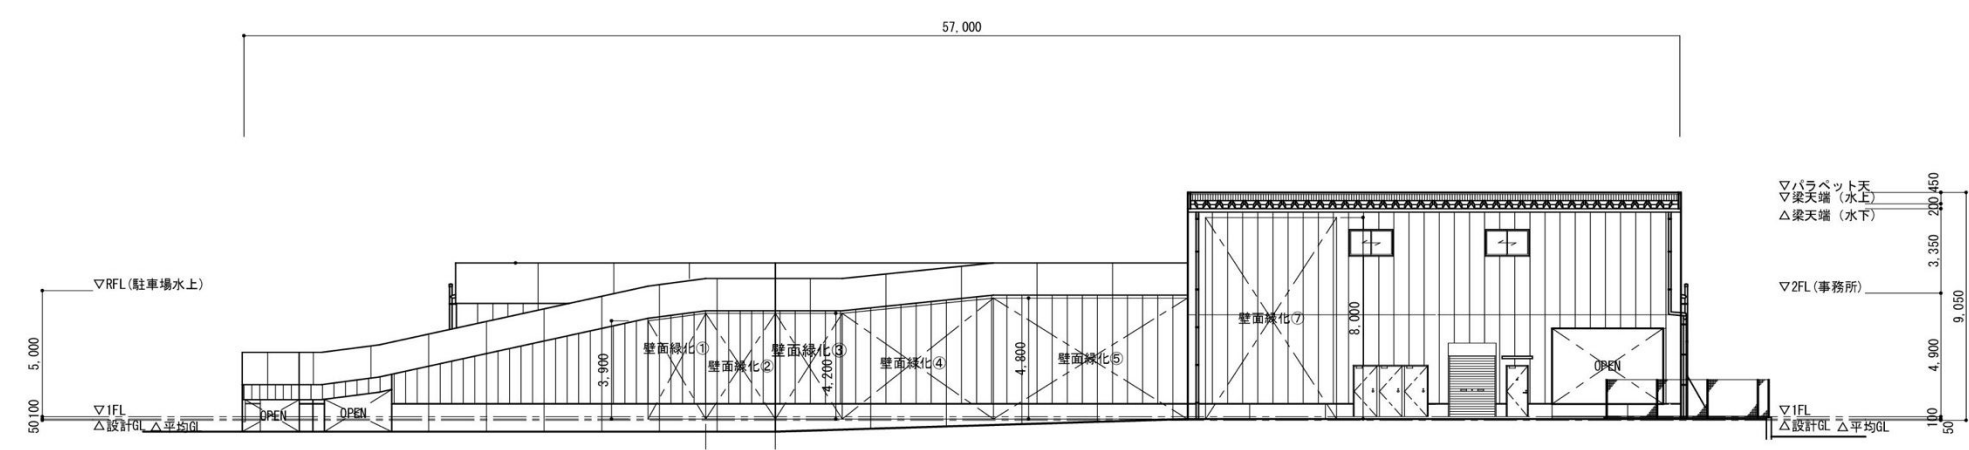 57,000
▽パラペット天
▽梁天端（水上）
△梁天端（水下）
450
200
3,350
▽RFL(駐車場水上)
▽2FL(事務所)
9,050
8,000
壁面緑化⑦
壁面緑化①
壁面緑化②
壁面緑化③
壁面緑化④
壁面緑化⑤
3,900
4,200
4,800
5,000
4,900
OPEN
OPEN
OPEN
▽1FL
△設計GL △平均GL
100
50
▽1FL
△設計GL △平均GL
100
50